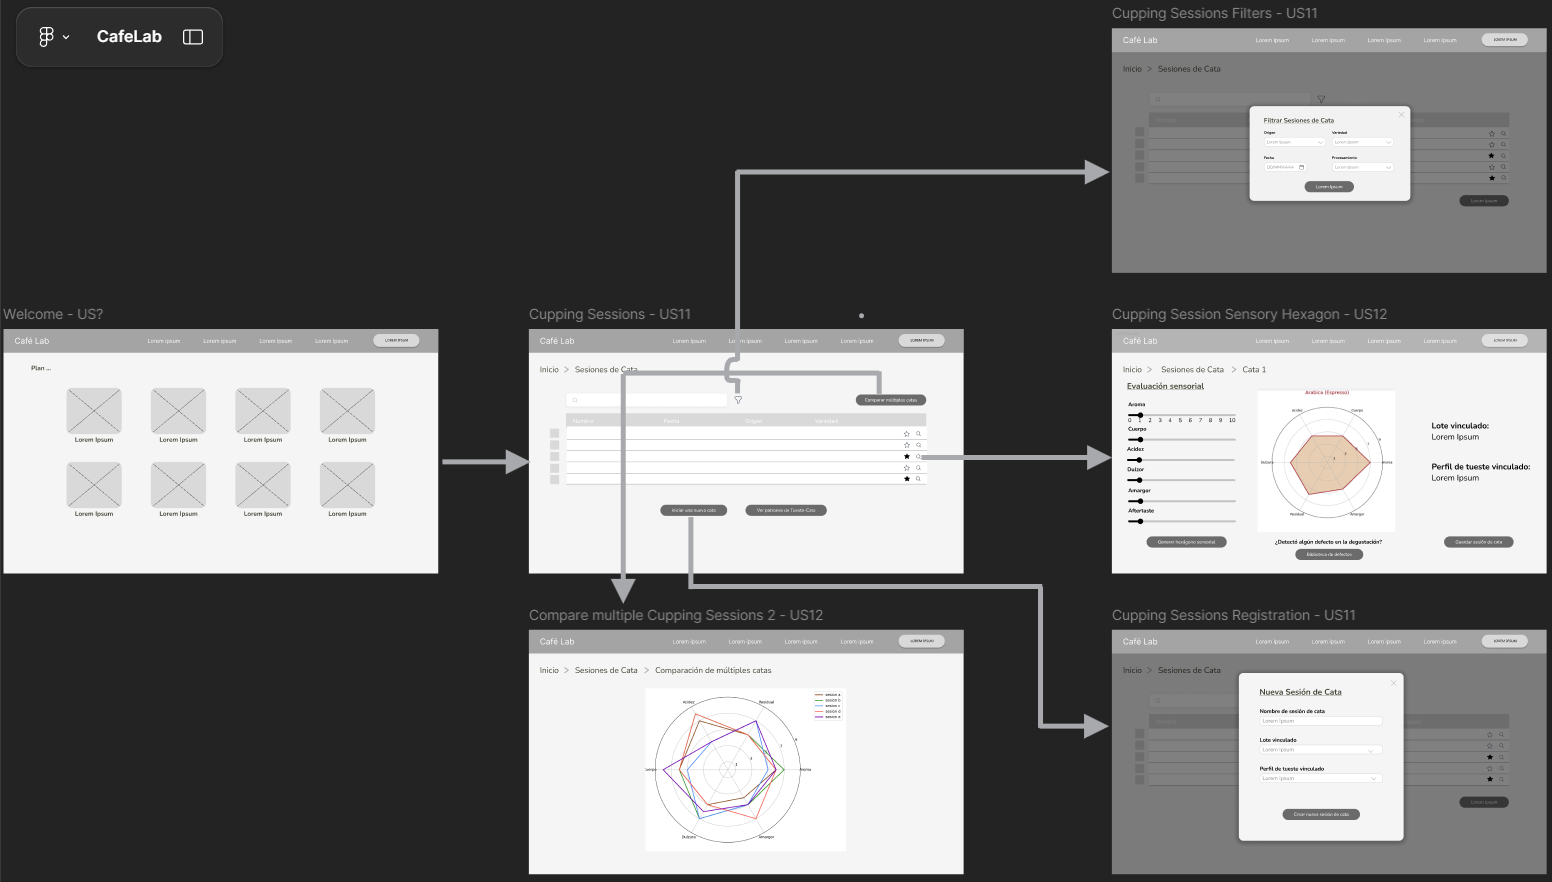 CafeLab
Cupping Sessions Filters - US11
Café Lab
Lorem Ipsum Lorem Ipsum Lorem Ipsum Lorem Ipsum LOREM IPSUM
Inicio > Sesiones de Cata
Filtrar Sesiones de Cata
Origen Variedad
Lorem Ipsum Lorem Ipsum
Fecha Procesamiento
Lorem Ipsum
Lorem Ipsum
Lorem Ipsum
Welcome - US?
Café Lab
Lorem Ipsum Lorem Ipsum Lorem Ipsum Lorem Ipsum LOREM IPSUM
Plan ...
Lorem Ipsum Lorem Ipsum Lorem Ipsum Lorem Ipsum
Lorem Ipsum Lorem Ipsum Lorem Ipsum Lorem Ipsum
Cupping Sessions - US11
Café Lab
Lorem Ipsum Lorem Ipsum Lorem Ipsum Lorem Ipsum LOREM IPSUM
Inicio > Sesiones de Cata
Comparar múltiples catas
Nombre Fecha Origen Variedad
Iniciar una nueva cata Ver patrones de Tueste-Cata
Cupping Session Sensory Hexagon - US12
Café Lab
Lorem Ipsum Lorem Ipsum Lorem Ipsum Lorem Ipsum LOREM IPSUM
Inicio > Sesiones de Cata > Cata 1
Evaluación sensorial
Aroma
0 1 2 3 4 5 6 7 8 9 10
Cuerpo
Acidez
Dulzor
Amargor
Aftertaste
Generar hexágono sensorial
Arabica (Espresso)
Acidez Cuerpo
Dulzura Aroma
Residual Amargor
¿Detectó algún defecto en la degustación?
Biblioteca de defectos
Lote vinculado:
Lorem Ipsum
Perfil de tueste vinculado:
Lorem Ipsum
Guardar sesión de cata
Compare multiple Cupping Sessions 2 - US12
Café Lab
Lorem Ipsum Lorem Ipsum Lorem Ipsum Lorem Ipsum LOREM IPSUM
Inicio > Sesiones de Cata > Comparación de múltiples catas
Acidez Residual
Aroma
Dulzura Amargor
sesion a
sesion b
sesion c
sesion d
sesion e
Cupping Sessions Registration - US11
Café Lab
Lorem Ipsum Lorem Ipsum Lorem Ipsum Lorem Ipsum LOREM IPSUM
Inicio > Sesiones de Cata
Nueva Sesión de Cata
Nombre de sesión de cata
Lorem Ipsum
Lote vinculado
Lorem Ipsum
Perfil de tueste vinculado
Lorem Ipsum
Crear nueva sesión de cata
Lorem Ipsum